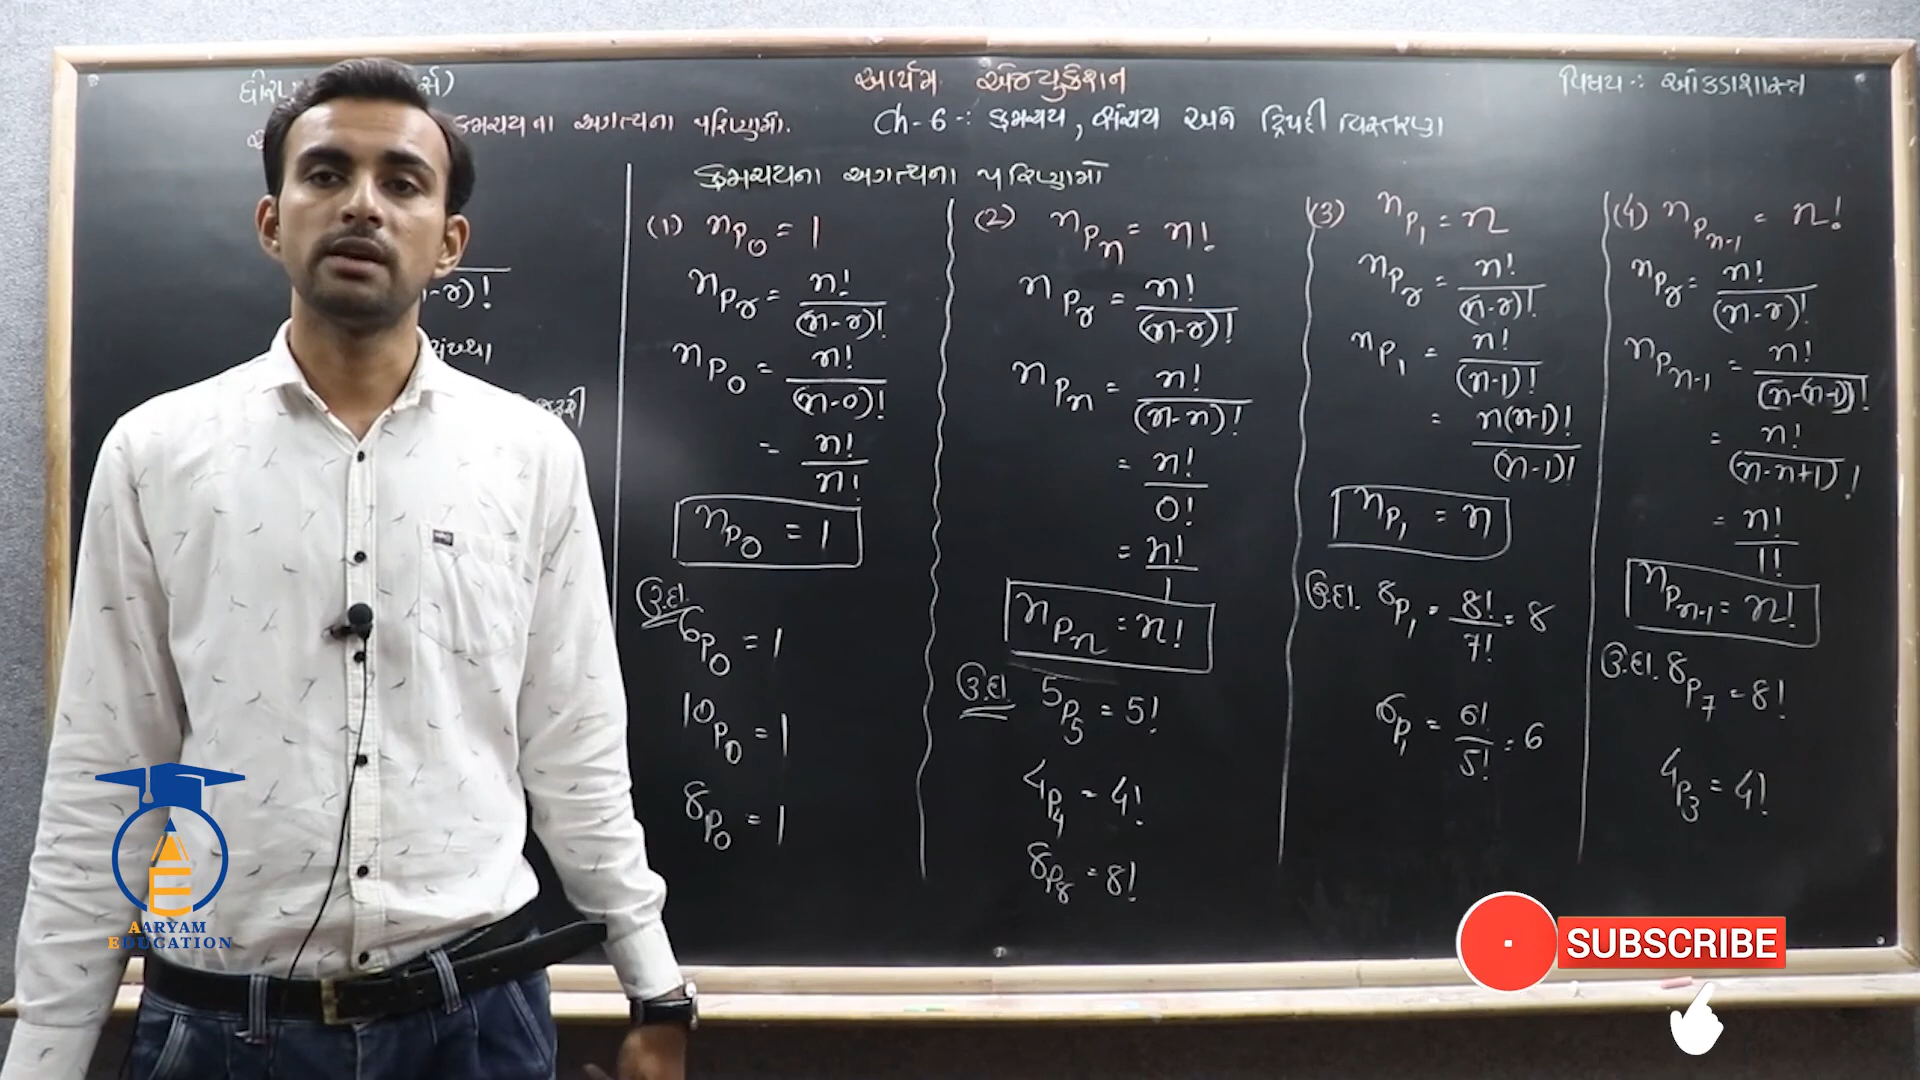 આર્યમ એજ્યુકેશન
વિષય :- આંકડાશાસ્ત્ર
ક્રમચયના અગત્યના પરિણામો.
Ch-6 :- ક્રમચય, સંચય અને દ્વિપદી વિસ્તરણ
ક્રમચયના અગત્યના પરિણામો
(n-r)!
(1) nP₀ = 1
nPᵣ = n!/(n-r)!
nP₀ = n!/(n-0)!
= n!/n!
nP₀ = 1
ઉ.દા.
6P₀ = 1
10P₀ = 1
8P₀ = 1
(2) nPₙ = n!
nPᵣ = n!/(n-r)!
nPₙ = n!/(n-n)!
= n!/0!
= n!/1
nPₙ = n!
ઉ.દા. 5P₅ = 5!
4P₄ = 4!
8P₈ = 8!
(3) nP₁ = n
nPᵣ = n!/(n-r)!
nP₁ = n!/(n-1)!
= n(n-1)!/(n-1)!
nP₁ = n
ઉ.દા. 8P₁ = 8!/7! = 8
6P₁ = 6!/5! = 6
(4) nPₙ₋₁ = n!
nPᵣ = n!/(n-r)!
nPₙ₋₁ = n!/(n-(n-1))!
= n!/(n-n+1)!
= n!/1!
nPₙ₋₁ = n!
ઉ.દા. 8P₇ = 8!
4P₃ = 4!
AARYAM
EDUCATION
SUBSCRIBE